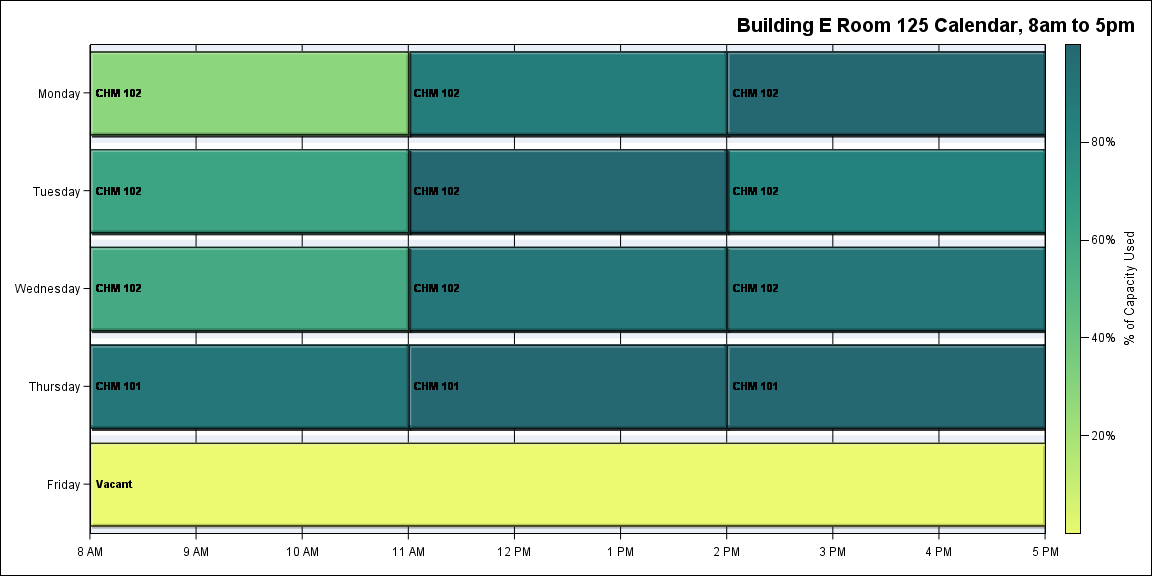 Building E Room 125 Calendar, 8am to 5pm
Monday
CHM 102
CHM 102
CHM 102
Tuesday
CHM 102
CHM 102
CHM 102
Wednesday
CHM 102
CHM 102
CHM 102
Thursday
CHM 101
CHM 101
CHM 101
Friday
Vacant
8 AM
9 AM
10 AM
11 AM
12 PM
1 PM
2 PM
3 PM
4 PM
5 PM
80%
60%
40%
20%
% of Capacity Used